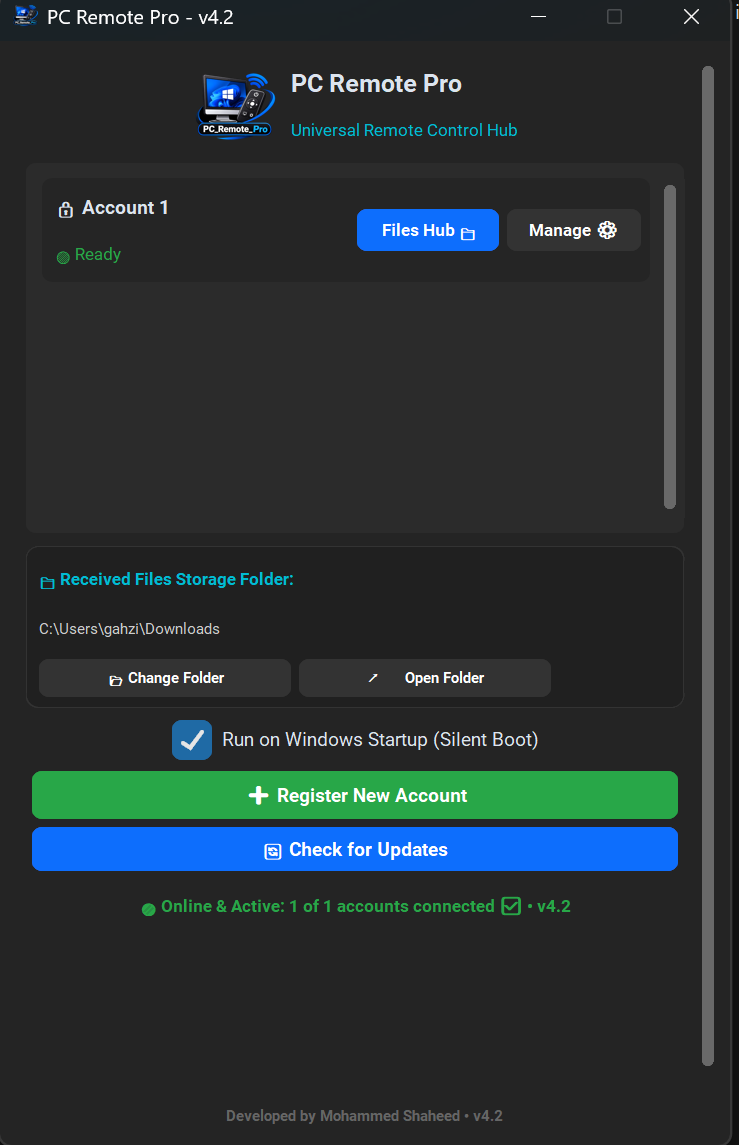 PC Remote Pro - v4.2
PC Remote Pro
PC_Remote_Pro
Universal Remote Control Hub
Account 1
Files Hub
Manage
Ready
Received Files Storage Folder:
C:\Users\gahzi\Downloads
Change Folder
Open Folder
Run on Windows Startup (Silent Boot)
Register New Account
Check for Updates
Online & Active: 1 of 1 accounts connected • v4.2
Developed by Mohammed Shaheed • v4.2